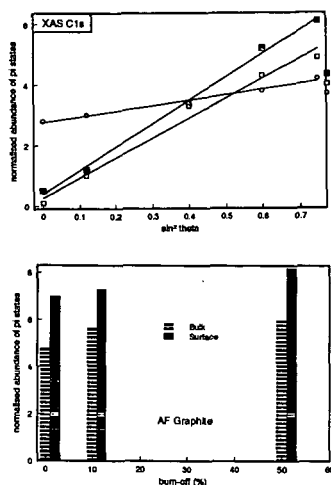 XAS C1s
normalised abundance of pi states
6
4
2
0
0 0.1 0.2 0.3 0.4 0.5 0.6 0.7
sin² theta
normalised abundance of pi states
8
6
4
2
0
Bulk
Surface
AF Graphite
0 10 20 30 40 50 60
burn-off (%)